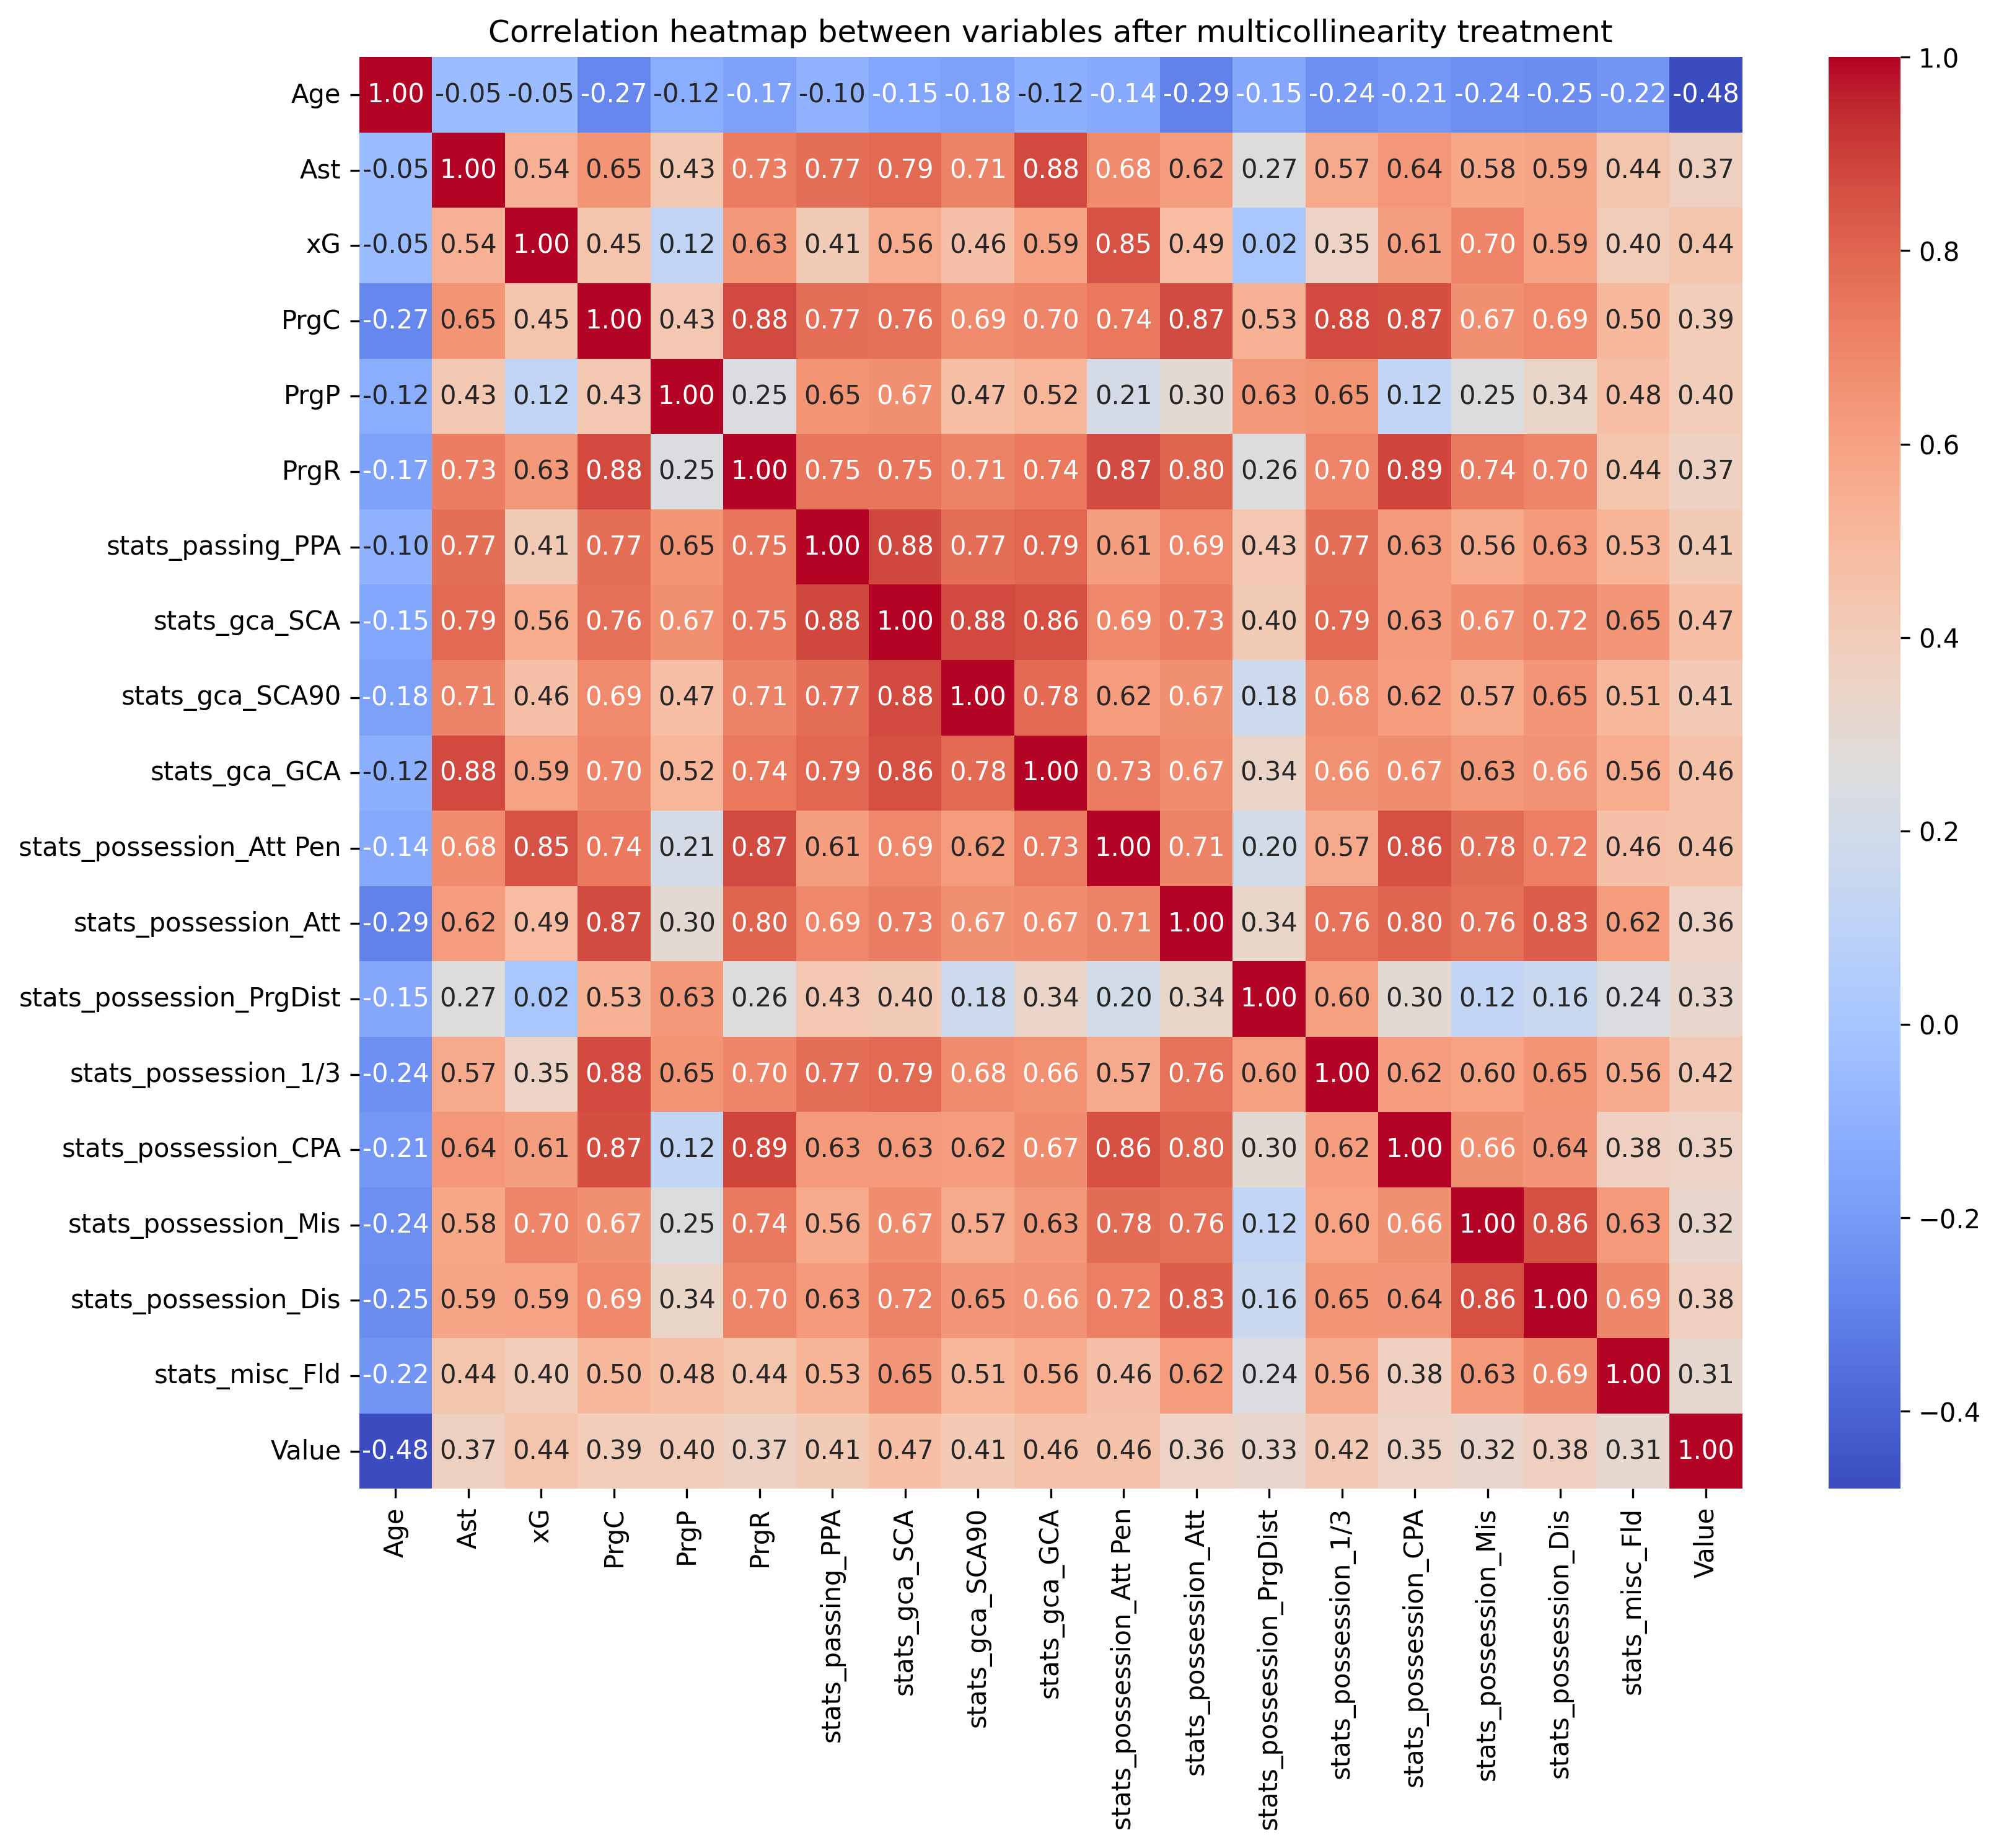 Correlation heatmap between variables after multicollinearity treatment
Age 1.00 -0.05 -0.05 -0.27 -0.12 -0.17 -0.10 -0.15 -0.18 -0.12 -0.14 -0.29 -0.15 -0.24 -0.21 -0.24 -0.25 -0.22 -0.48
Ast -0.05 1.00 0.54 0.65 0.43 0.73 0.77 0.79 0.71 0.88 0.68 0.62 0.27 0.57 0.64 0.58 0.59 0.44 0.37
xG -0.05 0.54 1.00 0.45 0.12 0.63 0.41 0.56 0.46 0.59 0.85 0.49 0.02 0.35 0.61 0.70 0.59 0.40 0.44
PrgC -0.27 0.65 0.45 1.00 0.43 0.88 0.77 0.76 0.69 0.70 0.74 0.87 0.53 0.88 0.87 0.67 0.69 0.50 0.39
PrgP -0.12 0.43 0.12 0.43 1.00 0.25 0.65 0.67 0.47 0.52 0.21 0.30 0.63 0.65 0.12 0.25 0.34 0.48 0.40
PrgR -0.17 0.73 0.63 0.88 0.25 1.00 0.75 0.75 0.71 0.74 0.87 0.80 0.26 0.70 0.89 0.74 0.70 0.44 0.37
stats_passing_PPA -0.10 0.77 0.41 0.77 0.65 0.75 1.00 0.88 0.77 0.79 0.61 0.69 0.43 0.77 0.63 0.56 0.63 0.53 0.41
stats_gca_SCA -0.15 0.79 0.56 0.76 0.67 0.75 0.88 1.00 0.88 0.86 0.69 0.73 0.40 0.79 0.63 0.67 0.72 0.65 0.47
stats_gca_SCA90 -0.18 0.71 0.46 0.69 0.47 0.71 0.77 0.88 1.00 0.78 0.62 0.67 0.18 0.68 0.62 0.57 0.65 0.51 0.41
stats_gca_GCA -0.12 0.88 0.59 0.70 0.52 0.74 0.79 0.86 0.78 1.00 0.73 0.67 0.34 0.66 0.67 0.63 0.66 0.56 0.46
stats_possession_Att Pen -0.14 0.68 0.85 0.74 0.21 0.87 0.61 0.69 0.62 0.73 1.00 0.71 0.20 0.57 0.86 0.78 0.72 0.46 0.46
stats_possession_Att -0.29 0.62 0.49 0.87 0.30 0.80 0.69 0.73 0.67 0.67 0.71 1.00 0.34 0.76 0.80 0.76 0.83 0.62 0.36
stats_possession_PrgDist -0.15 0.27 0.02 0.53 0.63 0.26 0.43 0.40 0.18 0.34 0.20 0.34 1.00 0.60 0.30 0.12 0.16 0.24 0.33
stats_possession_1/3 -0.24 0.57 0.35 0.88 0.65 0.70 0.77 0.79 0.68 0.66 0.57 0.76 0.60 1.00 0.62 0.60 0.65 0.56 0.42
stats_possession_CPA -0.21 0.64 0.61 0.87 0.12 0.89 0.63 0.63 0.62 0.67 0.86 0.80 0.30 0.62 1.00 0.66 0.64 0.38 0.35
stats_possession_Mis -0.24 0.58 0.70 0.67 0.25 0.74 0.56 0.67 0.57 0.63 0.78 0.76 0.12 0.60 0.66 1.00 0.86 0.63 0.32
stats_possession_Dis -0.25 0.59 0.59 0.69 0.34 0.70 0.63 0.72 0.65 0.66 0.72 0.83 0.16 0.65 0.64 0.86 1.00 0.69 0.38
stats_misc_Fld -0.22 0.44 0.40 0.50 0.48 0.44 0.53 0.65 0.51 0.56 0.46 0.62 0.24 0.56 0.38 0.63 0.69 1.00 0.31
Value -0.48 0.37 0.44 0.39 0.40 0.37 0.41 0.47 0.41 0.46 0.46 0.36 0.33 0.42 0.35 0.32 0.38 0.31 1.00
Age
Ast
xG
PrgC
PrgP
PrgR
stats_passing_PPA
stats_gca_SCA
stats_gca_SCA90
stats_gca_GCA
stats_possession_Att Pen
stats_possession_Att
stats_possession_PrgDist
stats_possession_1/3
stats_possession_CPA
stats_possession_Mis
stats_possession_Dis
stats_misc_Fld
Value
1.0
0.8
0.6
0.4
0.2
0.0
−0.2
−0.4